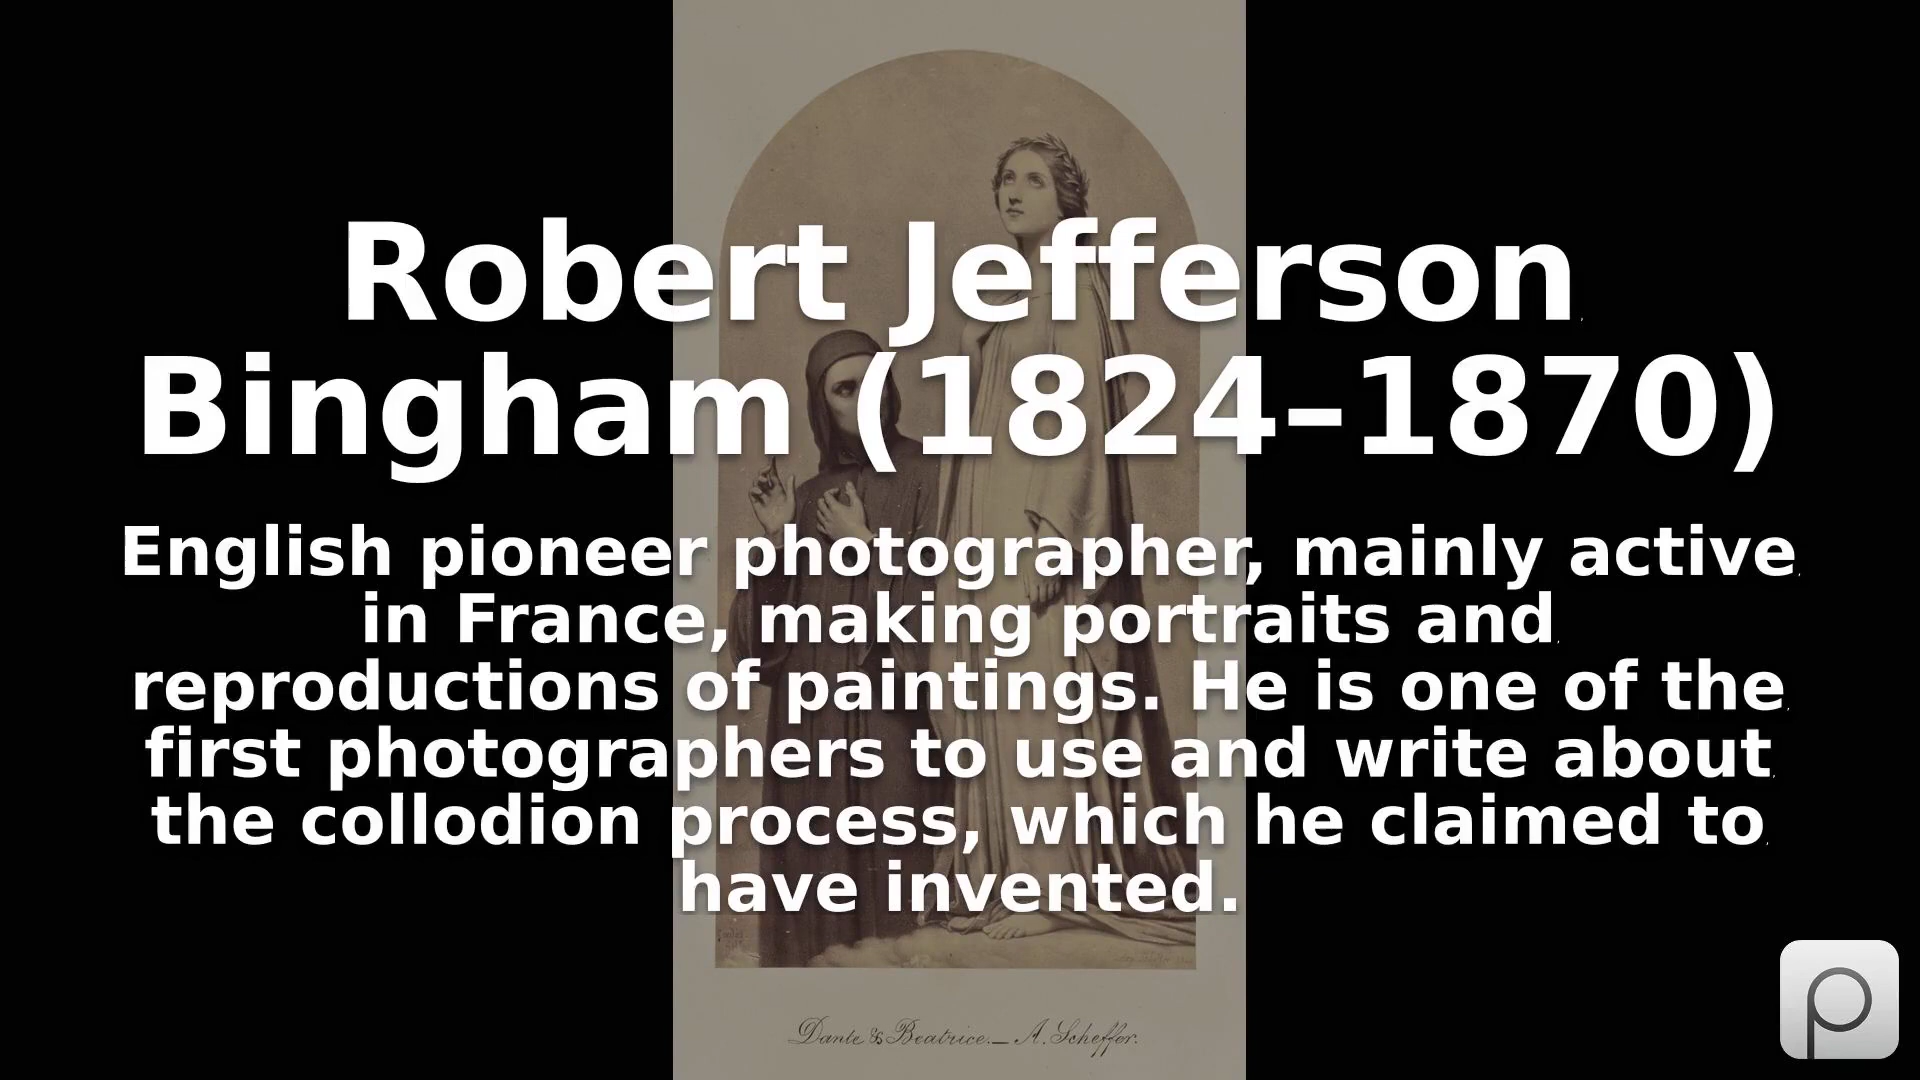 Robert Jefferson
Bingham (1824–1870)
English pioneer photographer, mainly active
in France, making portraits and
reproductions of paintings. He is one of the
first photographers to use and write about
the collodion process, which he claimed to
have invented.
Dante & Beatrice._ A. Scheffer.